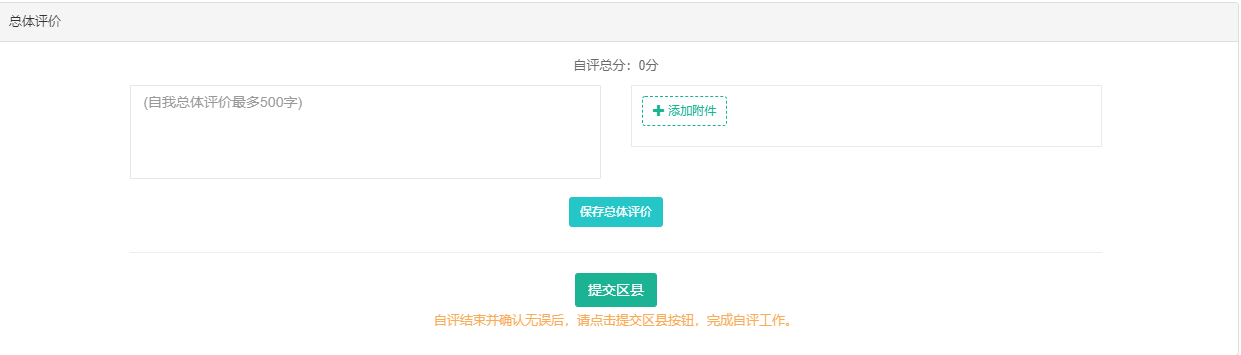 总体评价
自评总分：0分
(自我总体评价最多500字)
添加附件
保存总体评价
提交区县
自评结束并确认无误后，请点击提交区县按钮，完成自评工作。